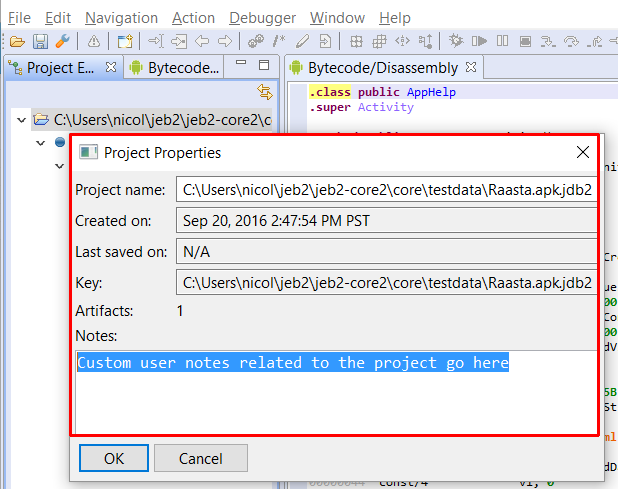 File Edit Navigation Action Debugger Window Help
Project E... Bytecode... Bytecode/Disassembly
.class public AppHelp
.super Activity
C:\Users\nicol\jeb2\jeb2-core2\c
Project Properties
Project name: C:\Users\nicol\jeb2\jeb2-core2\core\testdata\Raasta.apk.jdb2
Created on: Sep 20, 2016 2:47:54 PM PST
Last saved on: N/A
Key: C:\Users\nicol\jeb2\jeb2-core2\core\testdata\Raasta.apk.jdb2
Artifacts: 1
Notes:
Custom user notes related to the project go here
OK Cancel